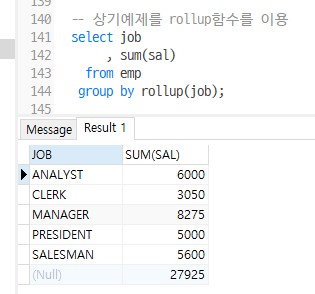 139
140 -- 상기예제를 rollup함수를 이용
141 select job
142 , sum(sal)
143 from emp
144 group by rollup(job);
145
Message Result 1
JOB SUM(SAL)
ANALYST 6000
CLERK 3050
MANAGER 8275
PRESIDENT 5000
SALESMAN 5600
(Null) 27925